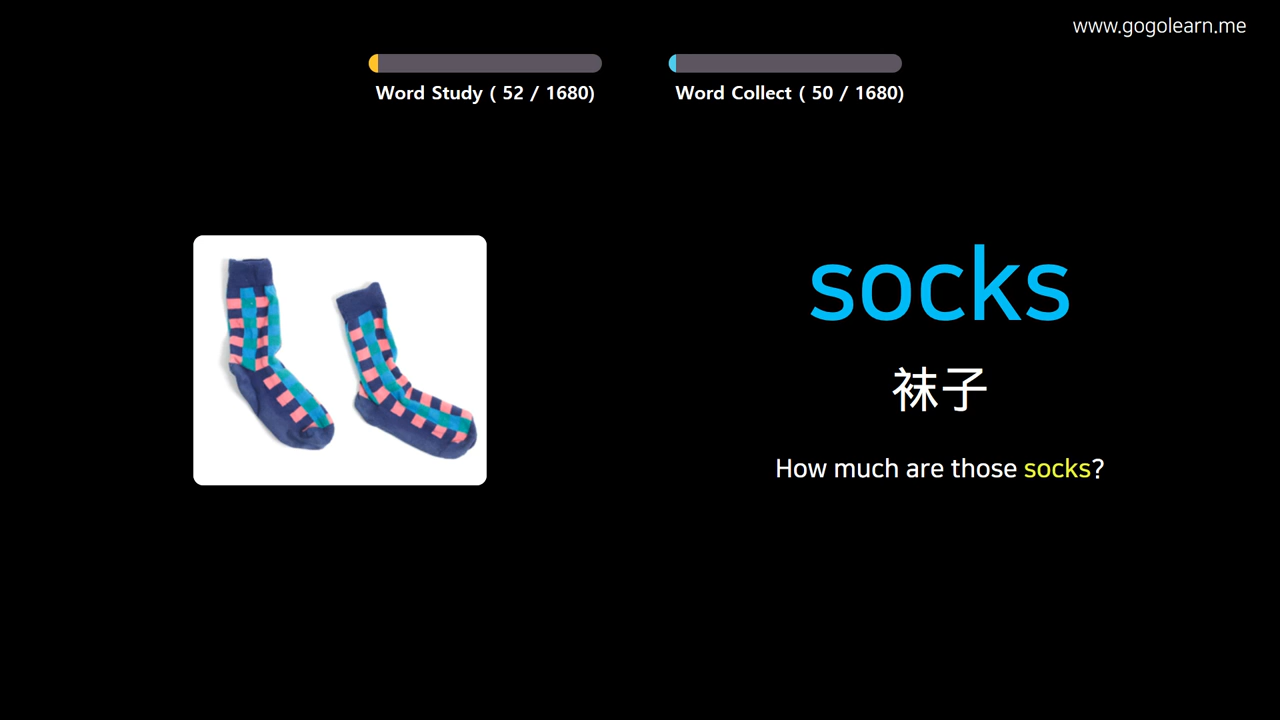 www.gogolearn.me
Word Study ( 52 / 1680)
Word Collect ( 50 / 1680)
socks
袜子
How much are those socks?